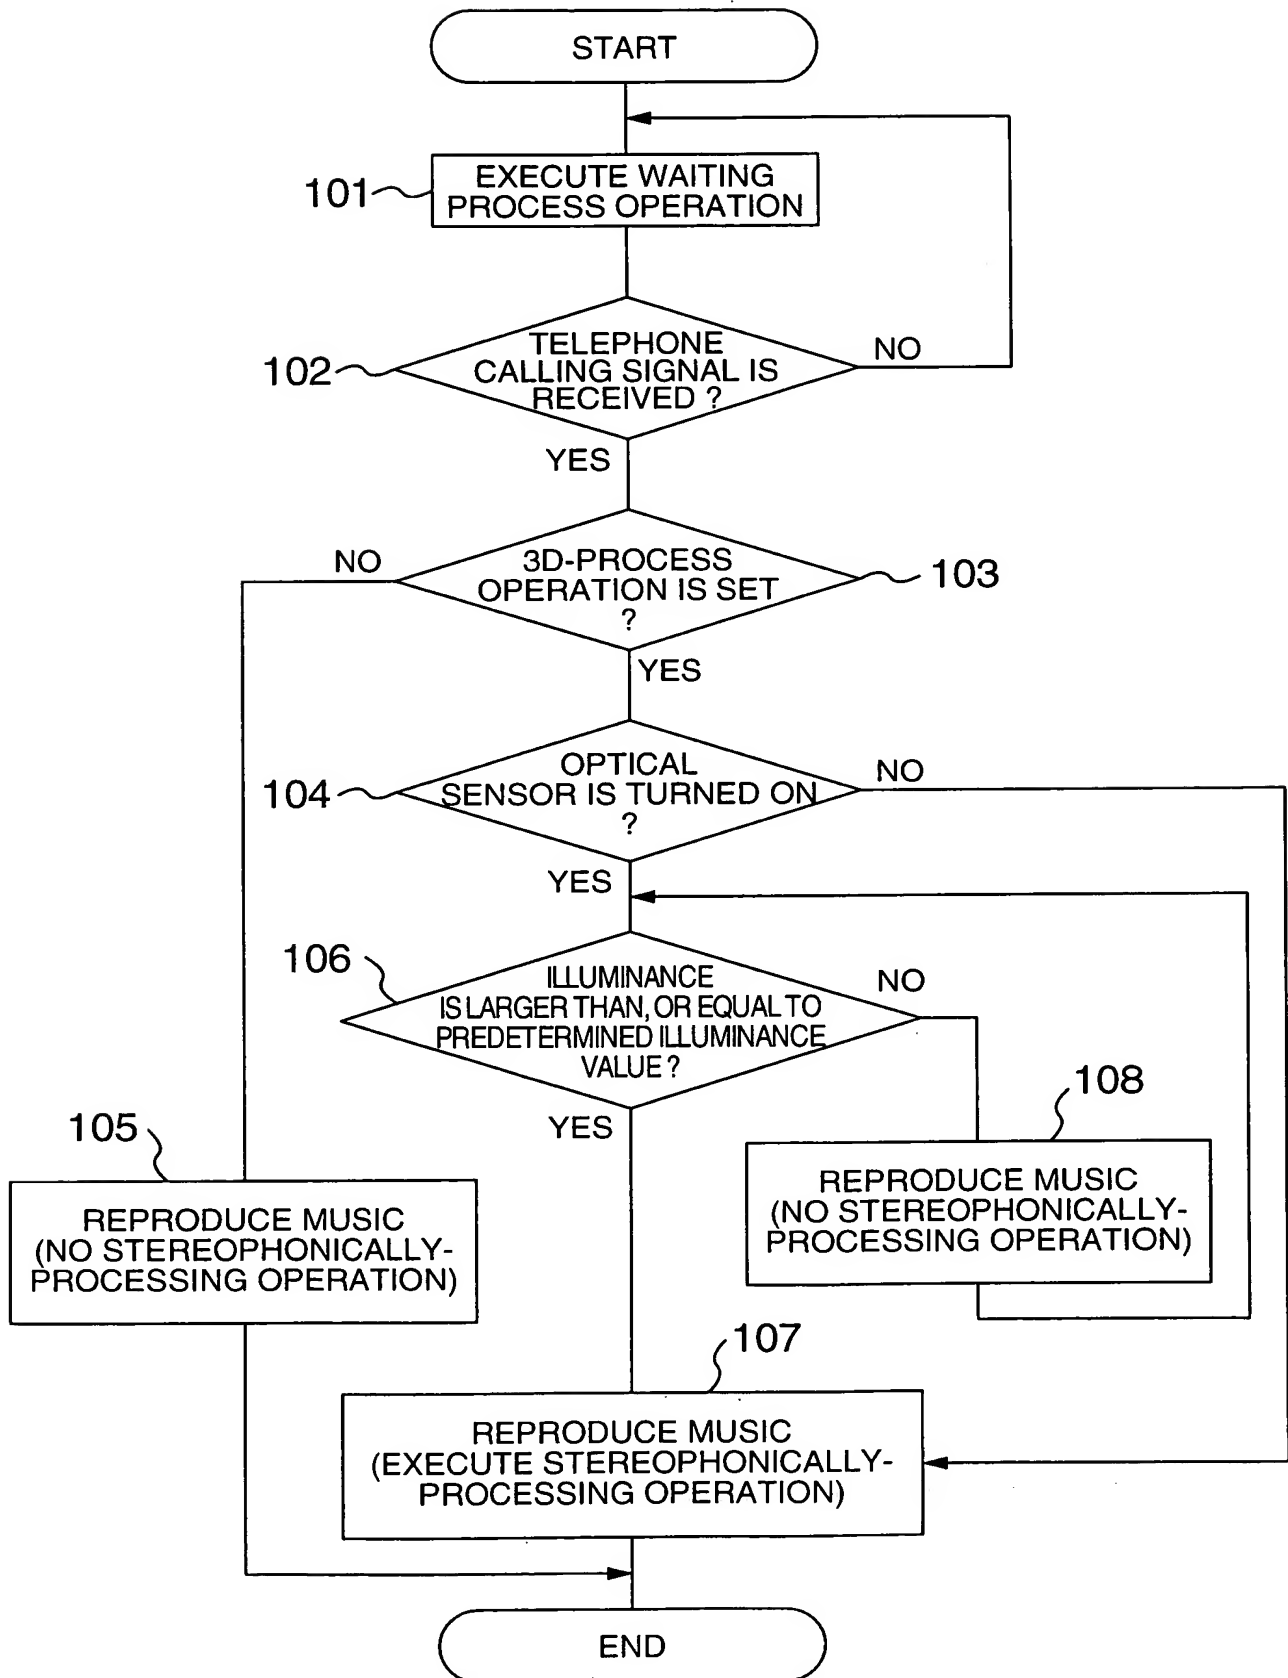 START
101
EXECUTE WAITING
PROCESS OPERATION
102
TELEPHONE
CALLING SIGNAL IS
RECEIVED ?
NO
YES
NO
3D-PROCESS
OPERATION IS SET
?
103
YES
104
OPTICAL
SENSOR IS TURNED ON
?
NO
YES
106
ILLUMINANCE
IS LARGER THAN, OR EQUAL TO
PREDETERMINED ILLUMINANCE
VALUE ?
NO
YES
108
REPRODUCE MUSIC
(NO STEREOPHONICALLY-
PROCESSING OPERATION)
105
REPRODUCE MUSIC
(NO STEREOPHONICALLY-
PROCESSING OPERATION)
107
REPRODUCE MUSIC
(EXECUTE STEREOPHONICALLY-
PROCESSING OPERATION)
END